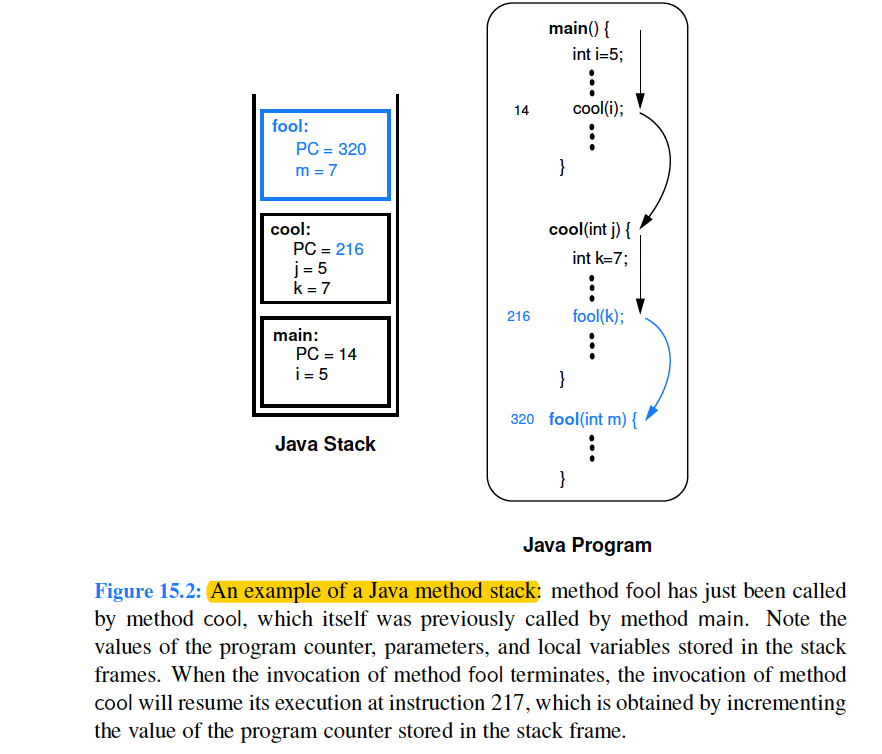 fool:
PC = 320
m = 7
cool:
PC = 216
j = 5
k = 7
main:
PC = 14
i = 5
Java Stack
main() {
int i=5;
14 cool(i);
}
cool(int j) {
int k=7;
216 fool(k);
}
320 fool(int m) {
}
Java Program
Figure 15.2: An example of a Java method stack: method fool has just been called
by method cool, which itself was previously called by method main. Note the
values of the program counter, parameters, and local variables stored in the stack
frames. When the invocation of method fool terminates, the invocation of method
cool will resume its execution at instruction 217, which is obtained by incrementing
the value of the program counter stored in the stack frame.